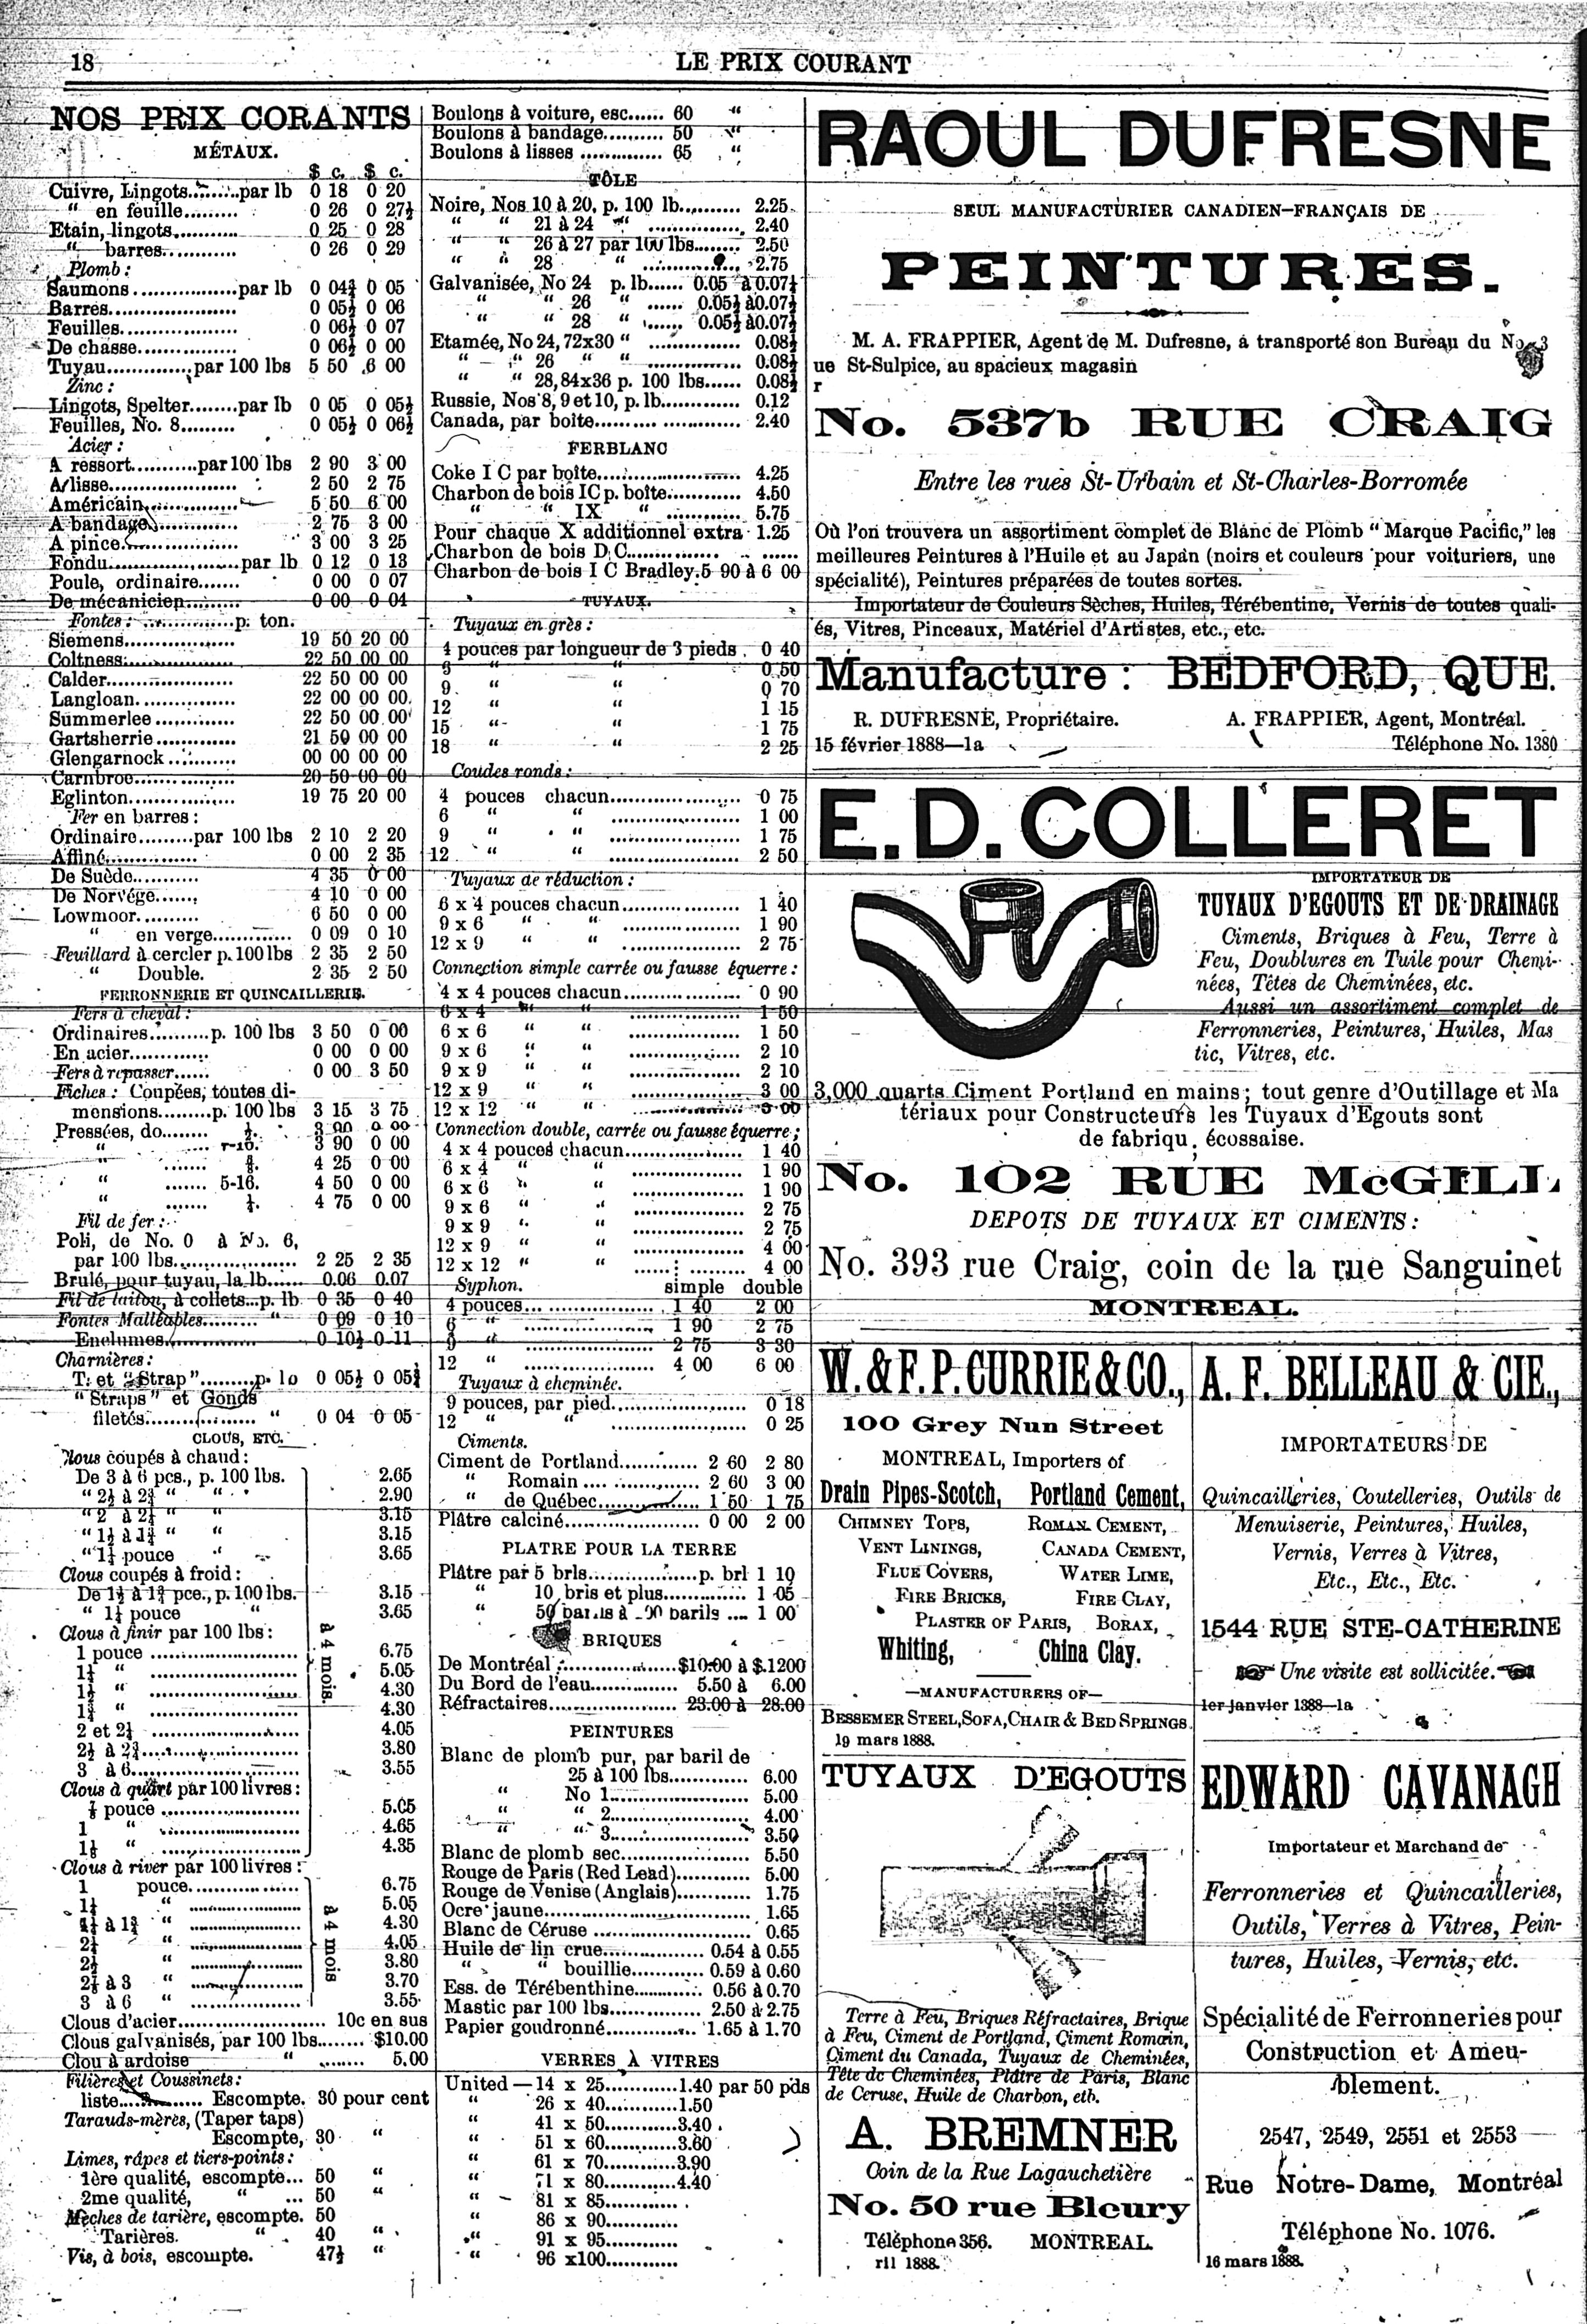 18
LE PRIX COURANT
NOS PRIX CORANTS
MÉTAUX.
$ c. $ c.
Cuivre, Lingots..........par lb 0 18 0 20
" en feuille......... 0 26 0 27½
Etain, lingots........... 0 25 0 28
" barres............ 0 26 0 29
Plomb :
Saumons ................par lb 0 04¾ 0 05
Barres.................... 0 05½ 0 06
Feuilles................... 0 06½ 0 07
De chasse................ 0 06½ 0 00
Tuyau.............par 100 lbs 5 50 6 00
Zinc :
Lingots, Spelter........par lb 0 05 0 05½
Feuilles, No. 8......... 0 05½ 0 06½
Acier :
A ressort...........par 100 lbs 2 90 3 00
A lisse..................... 2 50 2 75
Américain................ 5 50 6 00
A bandage............... 2 75 3 00
A pince................... 3 00 3 25
Fondu....................par lb 0 12 0 13
Poule, ordinaire....... 0 00 0 07
De mécanicien......... 0 00 0 04
Fontes : ..............p. ton.
Siemens................. 19 50 20 00
Coltness................. 22 50 00 00
Calder.................... 22 50 00 00
Langloan................ 22 00 00 00
Summerlee............. 22 50 00 00
Gartsherrie............. 21 50 00 00
Glengarnock........... 00 00 00 00
Carnbroe................ 20 50 00 00
Eglinton................. 19 75 20 00
Fer en barres :
Ordinaire.........par 100 lbs 2 10 2 20
Affiné.............. 0 00 2 35
De Suède.......... 4 35 0 00
De Norvége....... 4 10 0 00
Lowmoor.......... 6 50 0 00
" en verge.............. 0 09 0 10
Feuillard à cercler p. 100 lbs 2 35 2 50
" Double. 2 35 2 50
FERRONNERIE ET QUINCAILLERIE.
Fers à cheval :
Ordinaires..........p. 100 lbs 3 50 0 00
En acier............. 0 00 0 00
Fers à repasser...... 0 00 3 50
Fiches : Coupées, toutes di-
mensions.........p. 100 lbs 3 15 3 75
Pressées, do........ 3 90 0 00
" ........ 3 90 0 00
" ........ 4 25 0 00
" ....... 5-16. 4 50 0 00
" ....... ¼. 4 75 0 00
Fil de fer :
Poli, de No. 0 à No. 6,
par 100 lbs................... 2 25 2 35
Brulé, pour tuyau, la lb...... 0.06 0.07
Fil de laiton, à collets...p. lb 0 35 0 40
Fontes Malléables......... " 0 09 0 10
Enclumes............... 0 10½ 0 11
Charnières :
T. et "Strap"..........p. lb 0 05½ 0 05¾
"Straps" et Gonds
filetés................... " 0 04 0 05
CLOUS, ETC.
Clous coupés à chaud :
De 3 à 6 pcs., p. 100 lbs. 2.65
" 2½ à 2¾ " " 2.90
" 2 à 2¼ " " 3.15
" 1½ à 1¾ " " 3.15
" 1¼ pouce " 3.65
Clous coupés à froid :
De 1½ à 1¾ pce., p. 100 lbs. 3.15
" 1¼ pouce " 3.65
Clous à finir par 100 lbs :
1 pouce ........................ 6.75
1¼ " ........................ 5.05
1½ " ........................ 4.30
1¾ " ........................ 4.30
2 et 2¼ ........................ 4.05
2½ à 2¾........................ 3.80
3 à 6............................ 3.55
à 4 mois.
Clous à quart par 100 livres :
⅞ pouce ........................ 5.05
1 " ........................ 4.65
1⅛ " ........................ 4.35
Clous à river par 100 livres :
1 pouce.................... 6.75
1¼ " .................... 5.05
1½ à 1¾ " .................... 4.30
2¼ " .................... 4.05
2½ " .................... 3.80
2½ à 3 " .................... 3.70
3 à 6 " .................... 3.55
à 4 mois
Clous d'acier.......................... 10c en sus
Clous galvanisés, par 100 lbs........ $10.00
Clou à ardoise " ........ 5.00
Filières et Coussinets :
liste.............. Escompte. 30 pour cent
Tarauds-mères, (Taper taps)
Escompte, 30 "
Limes, râpes et tiers-points :
1ère qualité, escompte... 50 "
2me qualité, " ... 50 "
Mèches de tarière, escompte. 50
Tarières. " 40 "
Vis, à bois, escompte. 47½ "
Boulons à voiture, esc...... 60 "
Boulons à bandage.......... 50 "
Boulons à lisses .............. 65 "
TÔLE
Noire, Nos 10 à 20, p. 100 lb.......... 2.25
" " 21 à 24 " .............. 2.40
" " 26 à 27 par 100 lbs........ 2.50
" " 28 " .............. 2.75
Galvanisée, No 24 p. lb...... 0.05 à 0.07½
" " 26 " ...... 0.05½ à 0.07½
" " 28 " ...... 0.05½ à 0.07½
Etamée, No 24, 72x30 " .............. 0.08½
" " 26 " " .............. 0.08½
" " 28, 84x36 p. 100 lbs...... 0.08½
Russie, Nos 8, 9 et 10, p. lb............. 0.12
Canada, par boîte........................ 2.40
FERBLANC
Coke I C par boîte........................ 4.25
Charbon de bois IC p. boîte............. 4.50
" " IX " ............ 5.75
Pour chaque X additionnel extra 1.25
Charbon de bois D. C.................. ......
Charbon de bois I C Bradley. 5 90 à 6 00
TUYAUX.
Tuyaux en grès :
4 pouces par longueur de 3 pieds . 0 40
6 " " 0 50
9 " " 0 70
12 " " 1 15
15 " " 1 75
18 " " 2 25
Coudes ronds :
4 pouces chacun...................... 0 75
6 " " ...................... 1 00
9 " " ...................... 1 75
12 " " ...................... 2 50
Tuyaux de réduction :
6 x 4 pouces chacun................... 1 40
9 x 6 " " ................... 1 90
12 x 9 " " ................... 2 75
Connection simple carrée ou fausse équerre :
4 x 4 pouces chacun................... 0 90
6 x 4 " " ................... 1 50
6 x 6 " " ................... 1 50
9 x 6 " " ................... 2 10
9 x 9 " " ................... 2 10
12 x 9 " " ................... 3 00
12 x 12 " " ................... 3 00
Connection double, carrée ou fausse équerre ;
4 x 4 pouces chacun................... 1 40
6 x 4 " " ................... 1 90
6 x 6 " " ................... 1 90
9 x 6 " " ................... 2 75
9 x 9 " " ................... 2 75
12 x 9 " " ................... 4 00
12 x 12 " " ................... 4 00
Syphon. simple double
4 pouces........................ 1 40 2 00
6 " ........................ 1 90 2 75
9 " ........................ 2 75 3 30
12 " ........................ 4 00 6 00
Tuyaux à cheminée.
9 pouces, par pied........................ 0 18
12 " " ........................ 0 25
Ciments.
Ciment de Portland............. 2 60 2 80
" Romain ............... 2 60 3 00
" de Québec............... 1 50 1 75
Plâtre calciné....................... 0 00 2 00
PLATRE POUR LA TERRE
Plâtre par 5 brls...................p. brl 1 10
" 10 bris et plus.............. 1 05
" 50 barils à barils .... 1 00
BRIQUES
De Montréal :.....................$10.00 à $.1200
Du Bord de l'eau............... 5.50 à 6.00
Réfractaires........................ 23.00 à 28.00
PEINTURES
Blanc de plomb pur, par baril de
25 à 100 lbs............ 6.00
" No 1..................... 5.00
" " 2..................... 4.00
" " 3..................... 3.50
Blanc de plomb sec..................... 5.50
Rouge de Paris (Red Lead)............ 5.00
Rouge de Venise (Anglais)............ 1.75
Ocre jaune............................... 1.65
Blanc de Céruse ........................ 0.65
Huile de lin crue................ 0.54 à 0.55
" " bouillie............ 0.59 à 0.60
Ess. de Térébenthine........... 0.56 à 0.70
Mastic par 100 lbs............... 2.50 à 2.75
Papier goudronné............... 1.65 à 1.70
VERRES À VITRES
United — 14 x 25............1.40 par 50 pds
" 26 x 40............1.50
" 41 x 50............3.40
" 51 x 60............3.60
" 61 x 70............3.90
" 71 x 80............4.40
" 81 x 85............
" 86 x 90............
" 91 x 95............
" 96 x100............
RAOUL DUFRESNE
SEUL MANUFACTURIER CANADIEN-FRANÇAIS DE
PEINTURES.
M. A. FRAPPIER, Agent de M. Dufresne, a transporté son Bureau du No 3
ue St-Sulpice, au spacieux magasin
r
No. 537b RUE CRAIG
Entre les rues St-Urbain et St-Charles-Borromée
Où l'on trouvera un assortiment complet de Blanc de Plomb "Marque Pacific," les
meilleures Peintures à l'Huile et au Japan (noirs et couleurs pour voituriers, une
spécialité), Peintures préparées de toutes sortes.
Importateur de Couleurs Sèches, Huiles, Térébentine, Vernis de toutes quali-
és, Vitres, Pinceaux, Matériel d'Artistes, etc., etc.
Manufacture : BEDFORD, QUE.
R. DUFRESNE, Propriétaire. A. FRAPPIER, Agent, Montréal.
15 février 1888—1a Téléphone No. 1380
E. D. COLLERET
IMPORTATEUR DE
TUYAUX D'EGOUTS ET DE DRAINAGE
Ciments, Briques à Feu, Terre à
Feu, Doublures en Tuile pour Chemi-
nées, Têtes de Cheminées, etc.
Aussi un assortiment complet de
Ferronneries, Peintures, Huiles, Mas
tic, Vitres, etc.
3,000 quarts Ciment Portland en mains ; tout genre d'Outillage et Ma
tériaux pour Constructeurs les Tuyaux d'Egouts sont
de fabriqu, écossaise.
No. 102 RUE McGILL
DEPOTS DE TUYAUX ET CIMENTS :
No. 393 rue Craig, coin de la rue Sanguinet
MONTREAL.
W. & F. P. CURRIE & CO.,
100 Grey Nun Street
MONTREAL, Importers of
Drain Pipes-Scotch, Portland Cement,
CHIMNEY TOPS, ROMAN CEMENT,
VENT LININGS, CANADA CEMENT,
FLUE COVERS, WATER LIME,
FIRE BRICKS, FIRE CLAY,
PLASTER OF PARIS, BORAX,
Whiting, China Clay.
—MANUFACTURERS OF—
BESSEMER STEEL, SOFA, CHAIR & BED SPRINGS.
19 mars 1888.
A. F. BELLEAU & CIE.,
IMPORTATEURS DE
Quincailleries, Coutelleries, Outils de
Menuiserie, Peintures, Huiles,
Vernis, Verres à Vitres,
Etc., Etc., Etc.
1544 RUE STE-CATHERINE
Une visite est sollicitée.
1er janvier 1888—1a
TUYAUX D'EGOUTS
Terre à Feu, Briques Réfractaires, Brique
à Feu, Ciment de Portland, Ciment Romain,
Ciment du Canada, Tuyaux de Cheminées,
Tête de Cheminées, Plâtre de Paris, Blanc
de Ceruse, Huile de Charbon, etb.
A. BREMNER
Coin de la Rue Lagauchetière
No. 50 rue Bleury
Téléphone 356. MONTREAL.
ril 1888.
EDWARD CAVANAGH
Importateur et Marchand de
Ferronneries et Quincailleries,
Outils, Verres à Vitres, Pein-
tures, Huiles, Vernis, etc.
Spécialité de Ferronneries pour
Construction et Ameu-
blement.
2547, 2549, 2551 et 2553
Rue Notre-Dame, Montréal
Téléphone No. 1076.
16 mars 1888.